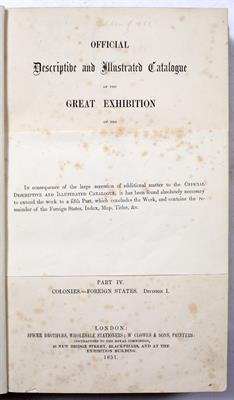 OFFICIAL
Descriptive and Illustrated Catalogue
OF THE
GREAT EXHIBITION
OF THE
IN consequence of the large accession of additional matter to the OFFICIAL
DESCRIPTIVE AND ILLUSTRATED CATALOGUE, it has been found absolutely necessary
to extend the work to a fifth Part, which concludes the Work, and contains the re-
mainder of the Foreign States, Index, Map, Titles, &c.
PART IV.
COLONIES.—FOREIGN STATES. DIVISION I.
LONDON:
SPICER BROTHERS, WHOLESALE STATIONERS; W. CLOWES & SONS, PRINTERS;
CONTRACTORS TO THE ROYAL COMMISSION,
29 NEW BRIDGE STREET, BLACKFRIARS, AND AT THE
EXHIBITION BUILDING.
1851.